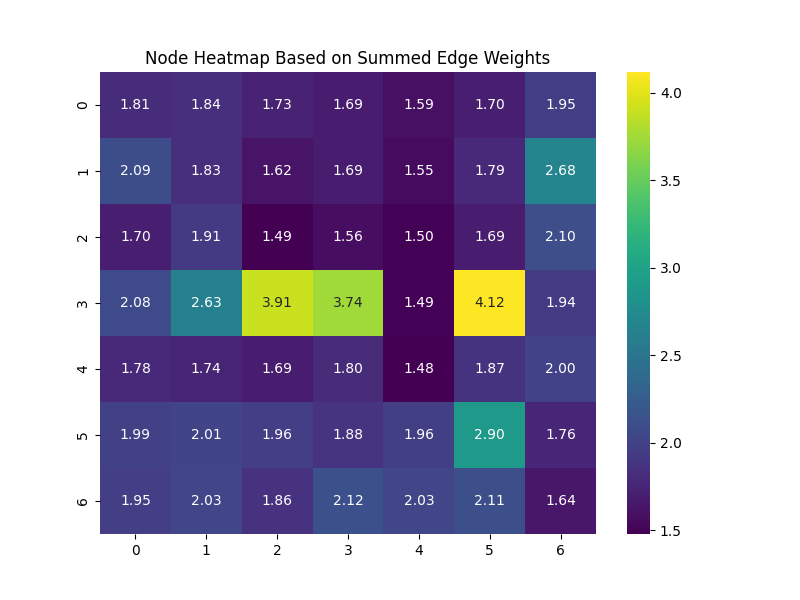 Node Heatmap Based on Summed Edge Weights
0 1.81 1.84 1.73 1.69 1.59 1.70 1.95
1 2.09 1.83 1.62 1.69 1.55 1.79 2.68
2 1.70 1.91 1.49 1.56 1.50 1.69 2.10
3 2.08 2.63 3.91 3.74 1.49 4.12 1.94
4 1.78 1.74 1.69 1.80 1.48 1.87 2.00
5 1.99 2.01 1.96 1.88 1.96 2.90 1.76
6 1.95 2.03 1.86 2.12 2.03 2.11 1.64
0 1 2 3 4 5 6
4.0
3.5
3.0
2.5
2.0
1.5